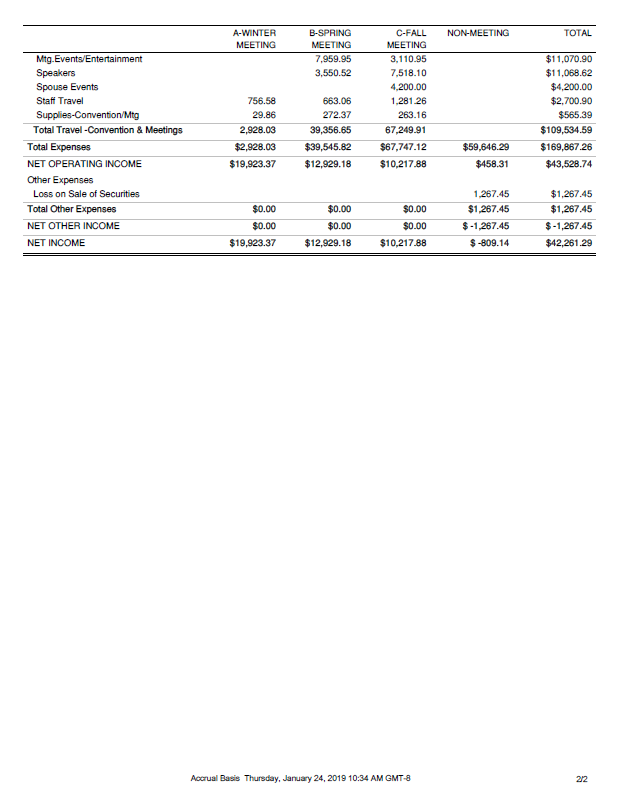 A-WINTER MEETING B-SPRING MEETING C-FALL MEETING NON-MEETING TOTAL
Mtg.Events/Entertainment 7,959.95 3,110.95 $11,070.90
Speakers 3,550.52 7,518.10 $11,068.62
Spouse Events 4,200.00 $4,200.00
Staff Travel 756.58 663.06 1,281.26 $2,700.90
Supplies-Convention/Mtg 29.86 272.37 263.16 $565.39
Total Travel -Convention & Meetings 2,928.03 39,356.65 67,249.91 $109,534.59
Total Expenses $2,928.03 $39,545.82 $67,747.12 $59,646.29 $169,867.26
NET OPERATING INCOME $19,923.37 $12,929.18 $10,217.88 $458.31 $43,528.74
Other Expenses
Loss on Sale of Securities 1,267.45 $1,267.45
Total Other Expenses $0.00 $0.00 $0.00 $1,267.45 $1,267.45
NET OTHER INCOME $0.00 $0.00 $0.00 $ -1,267.45 $ -1,267.45
NET INCOME $19,923.37 $12,929.18 $10,217.88 $ -809.14 $42,261.29
Accrual Basis Thursday, January 24, 2019 10:34 AM GMT-8 2/2